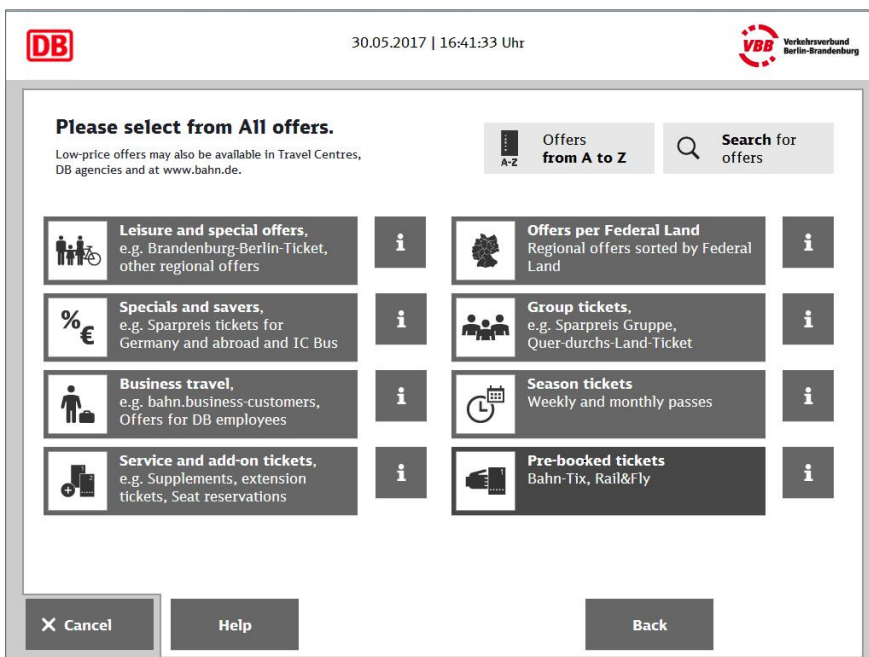 DB
30.05.2017 | 16:41:33 Uhr
VBB
Verkehrsverbund
Berlin-Brandenburg
Please select from All offers.
Low-price offers may also be available in Travel Centres,
DB agencies and at www.bahn.de.
A-Z
Offers
from A to Z
Search for
offers
Leisure and special offers,
e.g. Brandenburg-Berlin-Ticket,
other regional offers
i
Offers per Federal Land
Regional offers sorted by Federal
Land
i
% €
Specials and savers,
e.g. Sparpreis tickets for
Germany and abroad and IC Bus
i
Group tickets,
e.g. Sparpreis Gruppe,
Quer-durchs-Land-Ticket
i
Business travel,
e.g. bahn.business-customers,
Offers for DB employees
i
Season tickets
Weekly and monthly passes
i
Service and add-on tickets,
e.g. Supplements, extension
tickets, Seat reservations
i
Pre-booked tickets
Bahn-Tix, Rail&Fly
i
Cancel
Help
Back